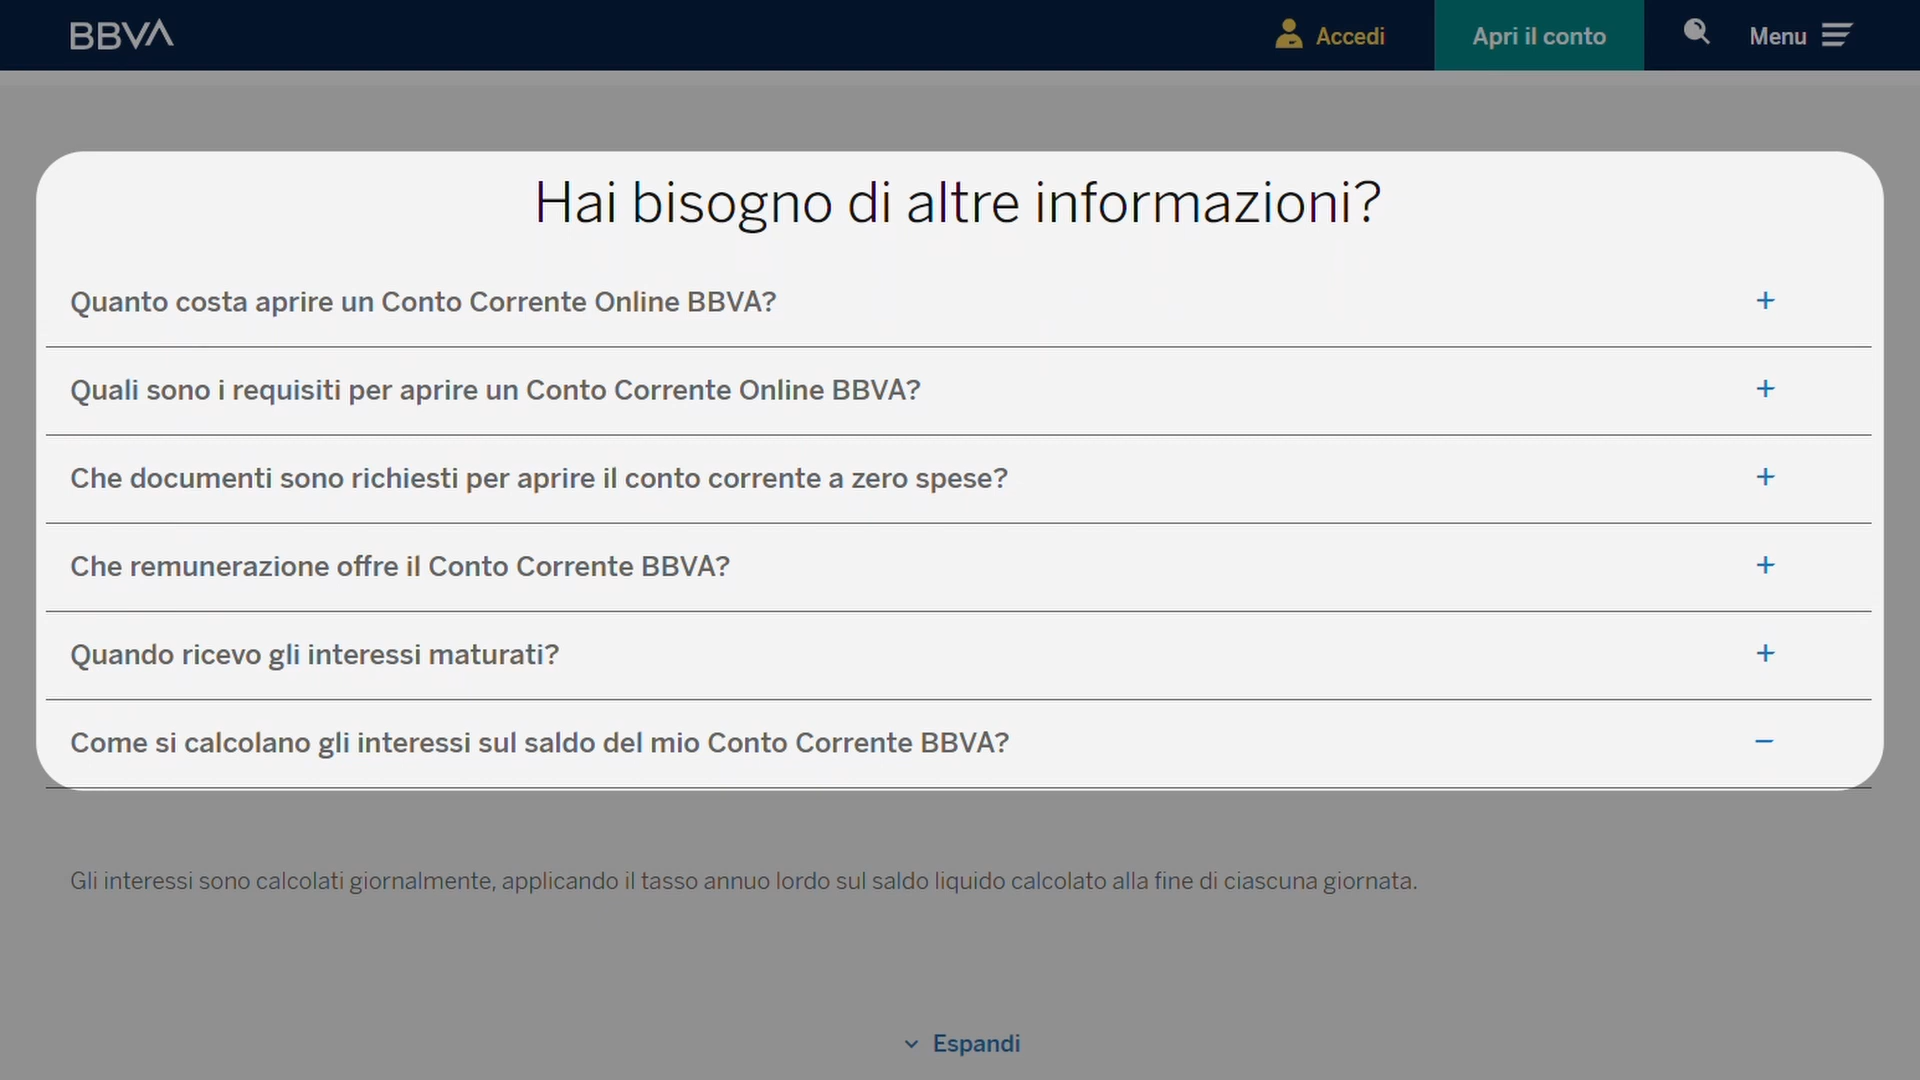 BBVA
Accedi
Apri il conto
Menu
Hai bisogno di altre informazioni?
Quanto costa aprire un Conto Corrente Online BBVA?
Quali sono i requisiti per aprire un Conto Corrente Online BBVA?
Che documenti sono richiesti per aprire il conto corrente a zero spese?
Che remunerazione offre il Conto Corrente BBVA?
Quando ricevo gli interessi maturati?
Come si calcolano gli interessi sul saldo del mio Conto Corrente BBVA?
Gli interessi sono calcolati giornalmente, applicando il tasso annuo lordo sul saldo liquido calcolato alla fine di ciascuna giornata.
Espandi